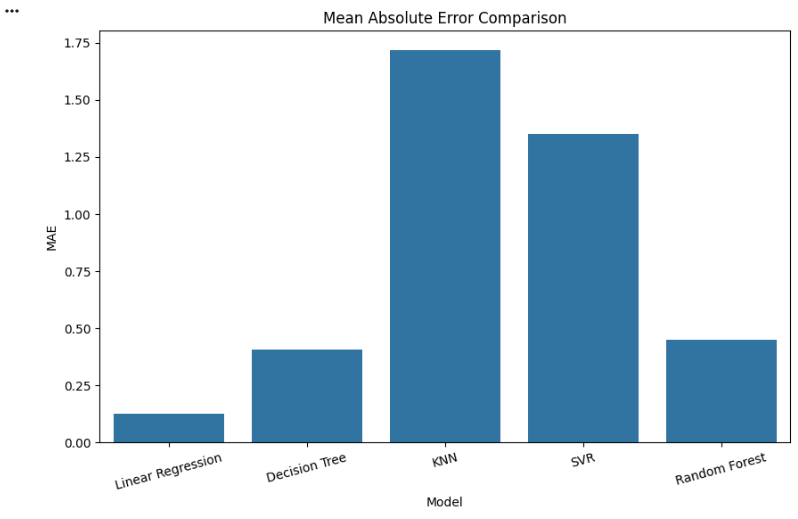 ...
Mean Absolute Error Comparison
1.75
1.50
1.25
1.00
0.75
0.50
0.25
0.00
MAE
Linear Regression
Decision Tree
KNN
SVR
Random Forest
Model